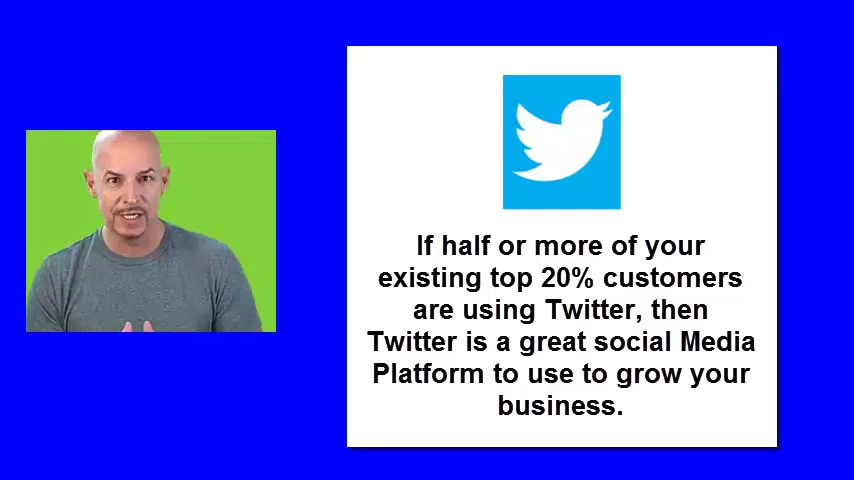 If half or more of your
existing top 20% customers
are using Twitter, then
Twitter is a great social Media
Platform to use to grow your
business.